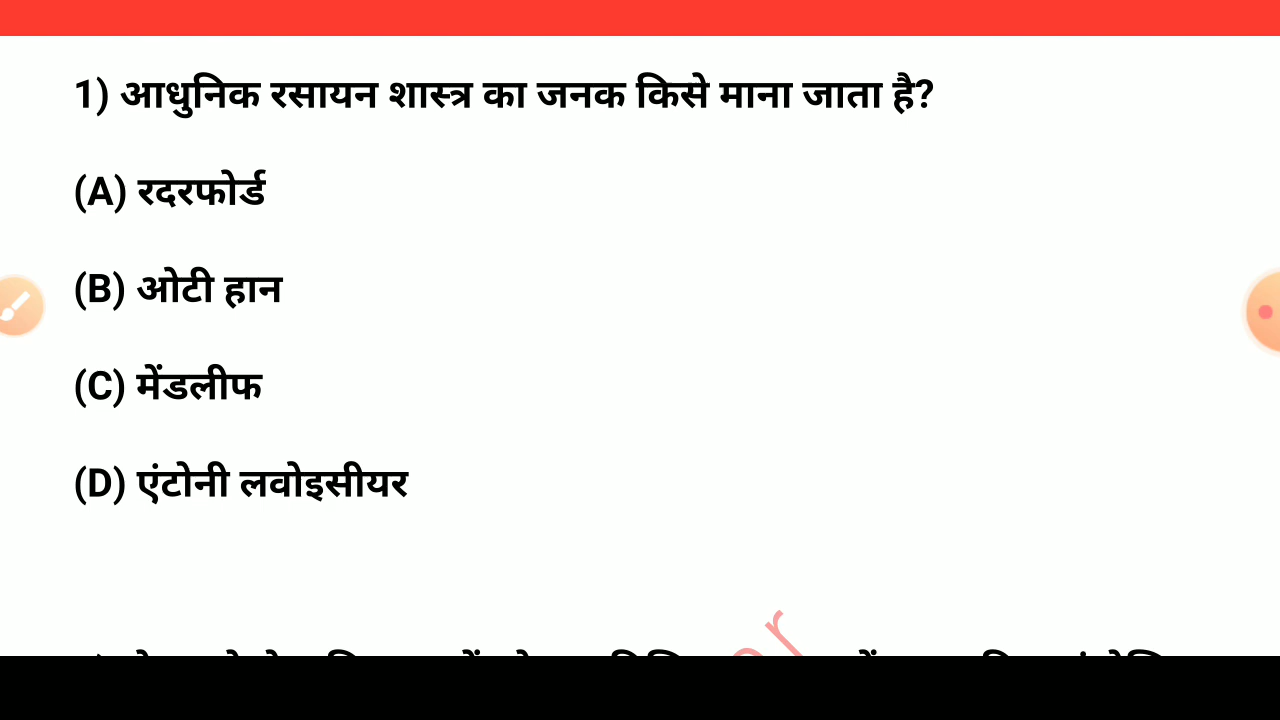 1) आधुनिक रसायन शास्त्र का जनक किसे माना जाता है?
(A) रदरफोर्ड
(B) ओटी हान
(C) मेंडलीफ
(D) एंटोनी लवोइसीयर